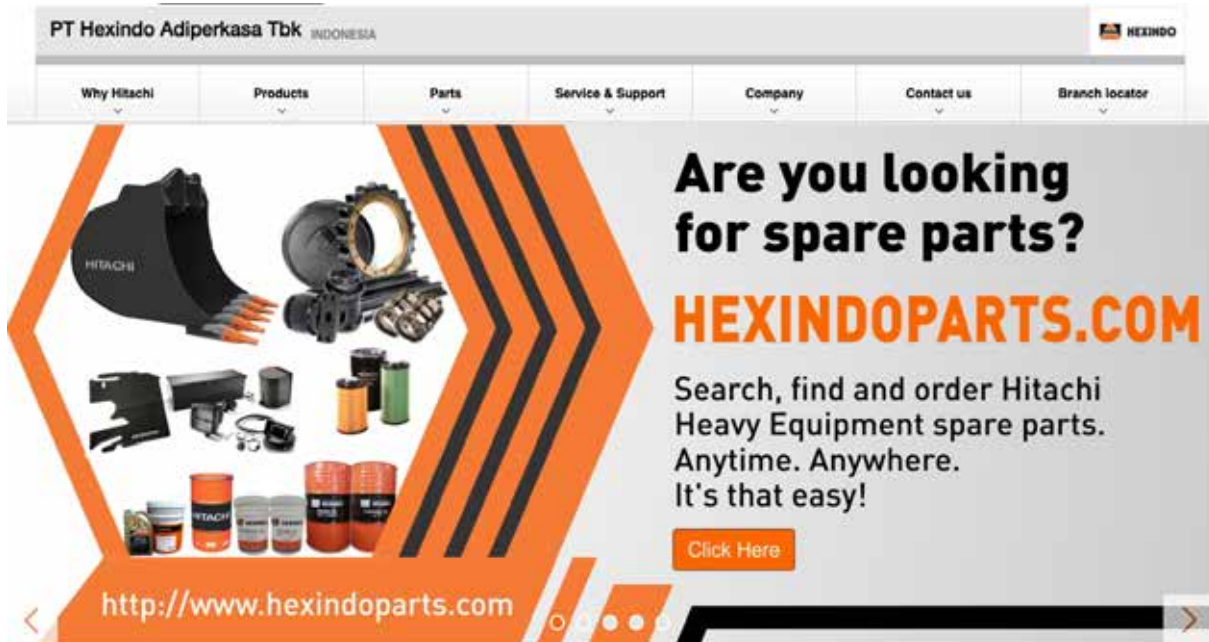 PT Hexindo Adiperkasa Tbk INDONESIA
HEXINDO
Why Hitachi
Products
Parts
Service & Support
Company
Contact us
Branch locator
Are you looking
for spare parts?
HEXINDOPARTS.COM
Search, find and order Hitachi
Heavy Equipment spare parts.
Anytime. Anywhere.
It's that easy!
Click Here
HITACHI
HITACHI
http://www.hexindoparts.com